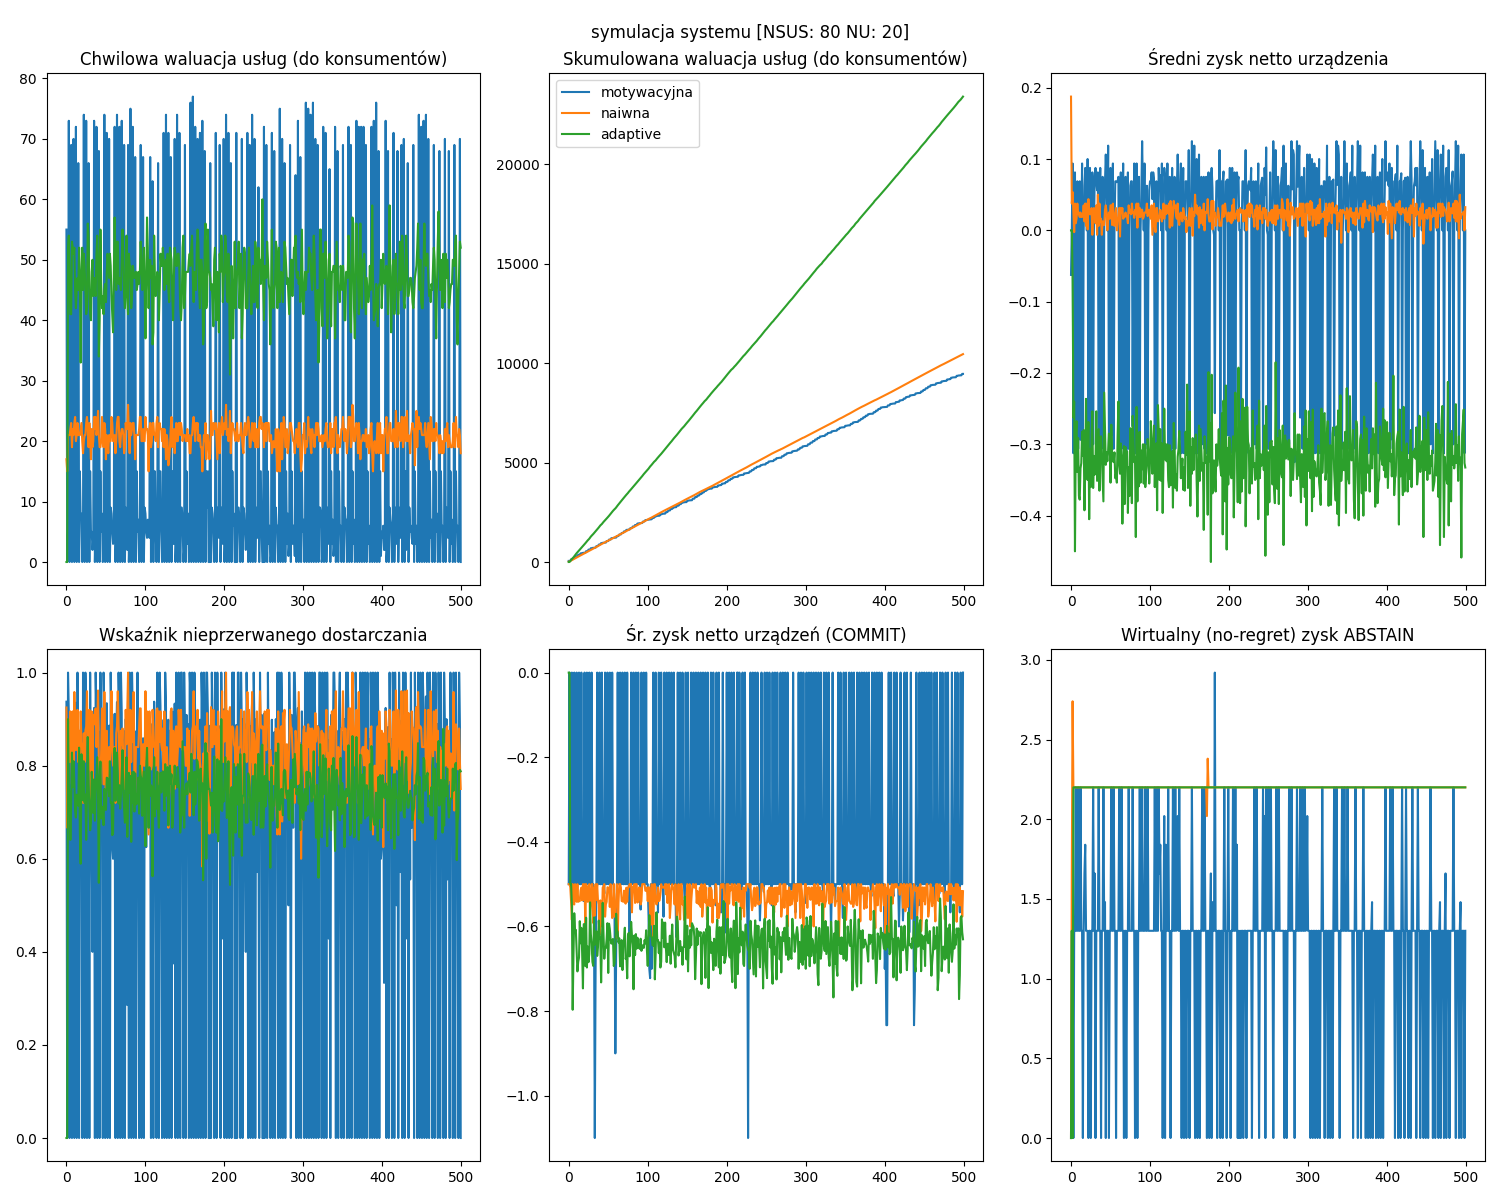 symulacja systemu [NSUS: 80 NU: 20]
Chwilowa waluacja usług (do konsumentów)
80
70
60
50
40
30
20
10
0
0 100 200 300 400 500
Skumulowana waluacja usług (do konsumentów)
motywacyjna
naiwna
adaptive
20000
15000
10000
5000
0
0 100 200 300 400 500
Średni zysk netto urządzenia
0.2
0.1
0.0
−0.1
−0.2
−0.3
−0.4
0 100 200 300 400 500
Wskaźnik nieprzerwanego dostarczania
1.0
0.8
0.6
0.4
0.2
0.0
0 100 200 300 400 500
Śr. zysk netto urządzeń (COMMIT)
0.0
−0.2
−0.4
−0.6
−0.8
−1.0
0 100 200 300 400 500
Wirtualny (no-regret) zysk ABSTAIN
3.0
2.5
2.0
1.5
1.0
0.5
0.0
0 100 200 300 400 500